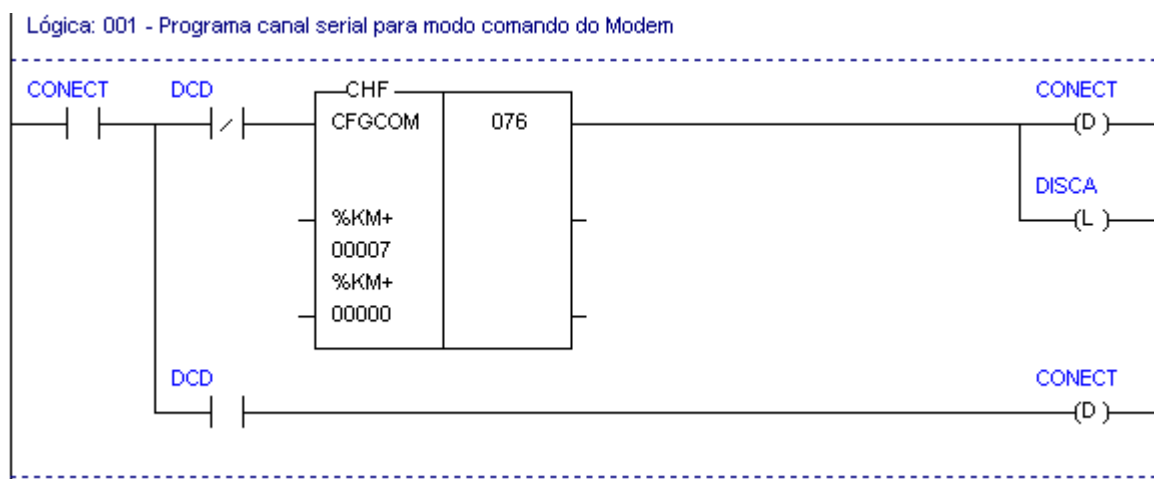 Lógica: 001 - Programa canal serial para modo comando do Modem
CONECT DCD CHF CONECT
CFGCOM 076 (D)
DISCA
%KM+ (L)
00007
%KM+
00000
DCD CONECT
(D)